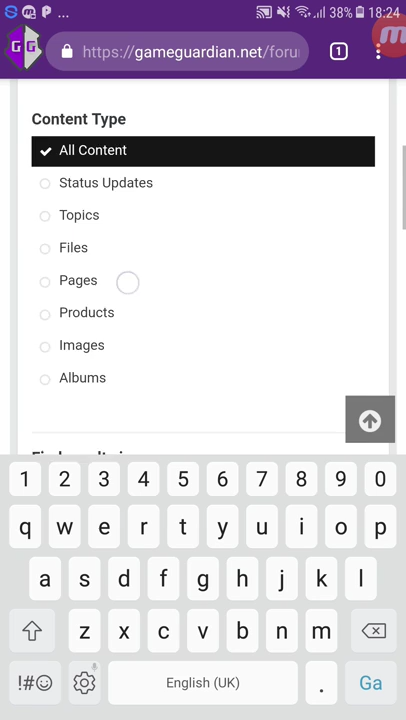 S P ... 38% 18:24
G G https://gameguardian.net/foru 1 m
Content Type
All Content
Status Updates
Topics
Files
Pages
Products
Images
Albums
1 2 3 4 5 6 7 8 9 0
q w e r t y u i o p
a s d f g h j k l
z x c v b n m
!#☺ English (UK) . Ga